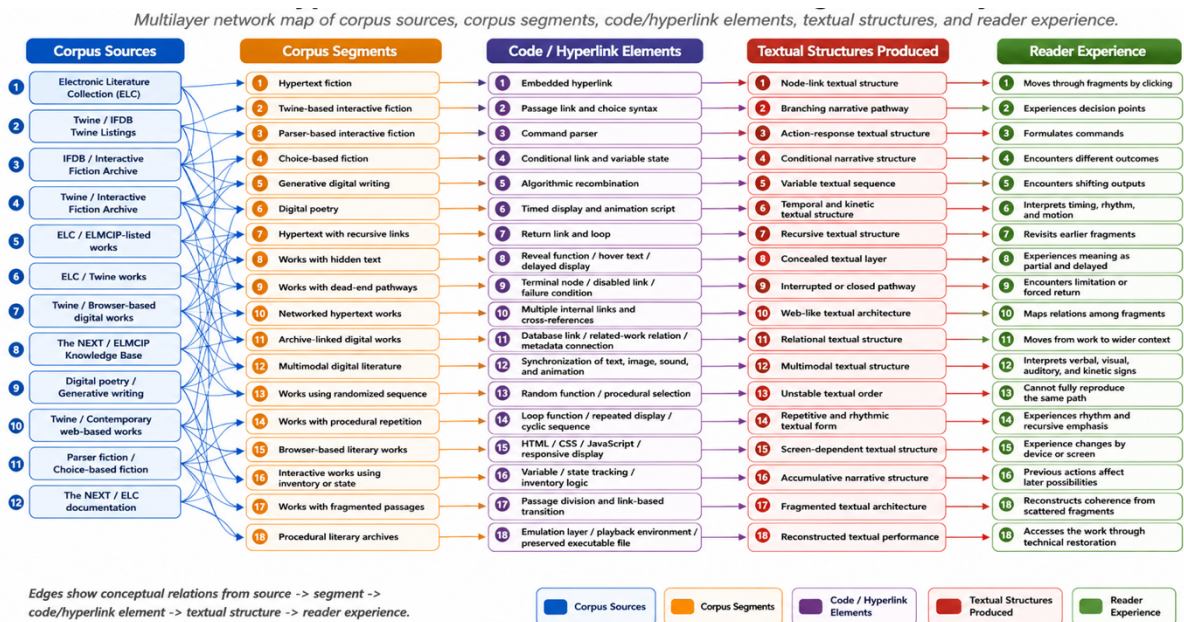 Multilayer network map of corpus sources, corpus segments, code/hyperlink elements, textual structures, and reader experience.
Corpus Sources
1
Electronic Literature
Collection (ELC)
2
Twine / IFDB
Twine Listings
3
IFDB / Interactive
Fiction Archive
4
Twine / Interactive
Fiction Archive
5
ELC / ELMCIP-listed
works
6
ELC / Twine works
7
Twine / Browser-based
digital works
8
The NEXT / ELMCIP
Knowledge Base
9
Digital poetry /
Generative writing
10
Twine / Contemporary
web-based works
11
Parser fiction /
Choice-based fiction
12
The NEXT / ELC
documentation
Corpus Segments
1 Hypertext fiction
2 Twine-based interactive fiction
3 Parser-based interactive fiction
4 Choice-based fiction
5 Generative digital writing
6 Digital poetry
7 Hypertext with recursive links
8 Works with hidden text
9 Works with dead-end pathways
10 Networked hypertext works
11 Archive-linked digital works
12 Multimodal digital literature
13 Works using randomized sequence
14 Works with procedural repetition
15 Browser-based literary works
16 Interactive works using
inventory or state
17 Works with fragmented passages
18 Procedural literary archives
Code / Hyperlink Elements
1 Embedded hyperlink
2 Passage link and choice syntax
3 Command parser
4 Conditional link and variable state
5 Algorithmic recombination
6 Timed display and animation script
7 Return link and loop
8 Reveal function / hover text /
delayed display
9 Terminal node / disabled link /
failure condition
10 Multiple internal links and
cross-references
11 Database link / related-work relation /
metadata connection
12 Synchronization of text, image, sound,
and animation
13 Random function / procedural selection
14 Loop function / repeated display /
cyclic sequence
15 HTML / CSS / JavaScript /
responsive display
16 Variable / state tracking /
inventory logic
17 Passage division and link-based
transition
18 Emulation layer / playback environment /
preserved executable file
Textual Structures Produced
1 Node-link textual structure
2 Branching narrative pathway
3 Action-response textual structure
4 Conditional narrative structure
5 Variable textual sequence
6 Temporal and kinetic
textual structure
7 Recursive textual structure
8 Concealed textual layer
9 Interrupted or closed pathway
10 Web-like textual architecture
11 Relational textual structure
12 Multimodal textual structure
13 Unstable textual order
14 Repetitive and rhythmic
textual form
15 Screen-dependent textual structure
16 Accumulative narrative structure
17 Fragmented textual architecture
18 Reconstructed textual performance
Reader Experience
1 Moves through fragments by clicking
2 Experiences decision points
3 Formulates commands
4 Encounters different outcomes
5 Encounters shifting outputs
6 Interprets timing, rhythm,
and motion
7 Revisits earlier fragments
8 Experiences meaning as
partial and delayed
9 Encounters limitation or
forced return
10 Maps relations among fragments
11 Moves from work to wider context
12 Interprets verbal, visual,
auditory, and kinetic signs
13 Cannot fully reproduce
the same path
14 Experiences rhythm and
recursive emphasis
15 Experience changes by
device or screen
16 Previous actions affect
later possibilities
18 Reconstructs coherence from
scattered fragments
18 Accesses the work through
technical restoration
Edges show conceptual relations from source -> segment ->
code/hyperlink element -> textual structure -> reader experience.
Corpus Sources
Corpus Segments
Code / Hyperlink
Elements
Textual Structures
Produced
Reader
Experience